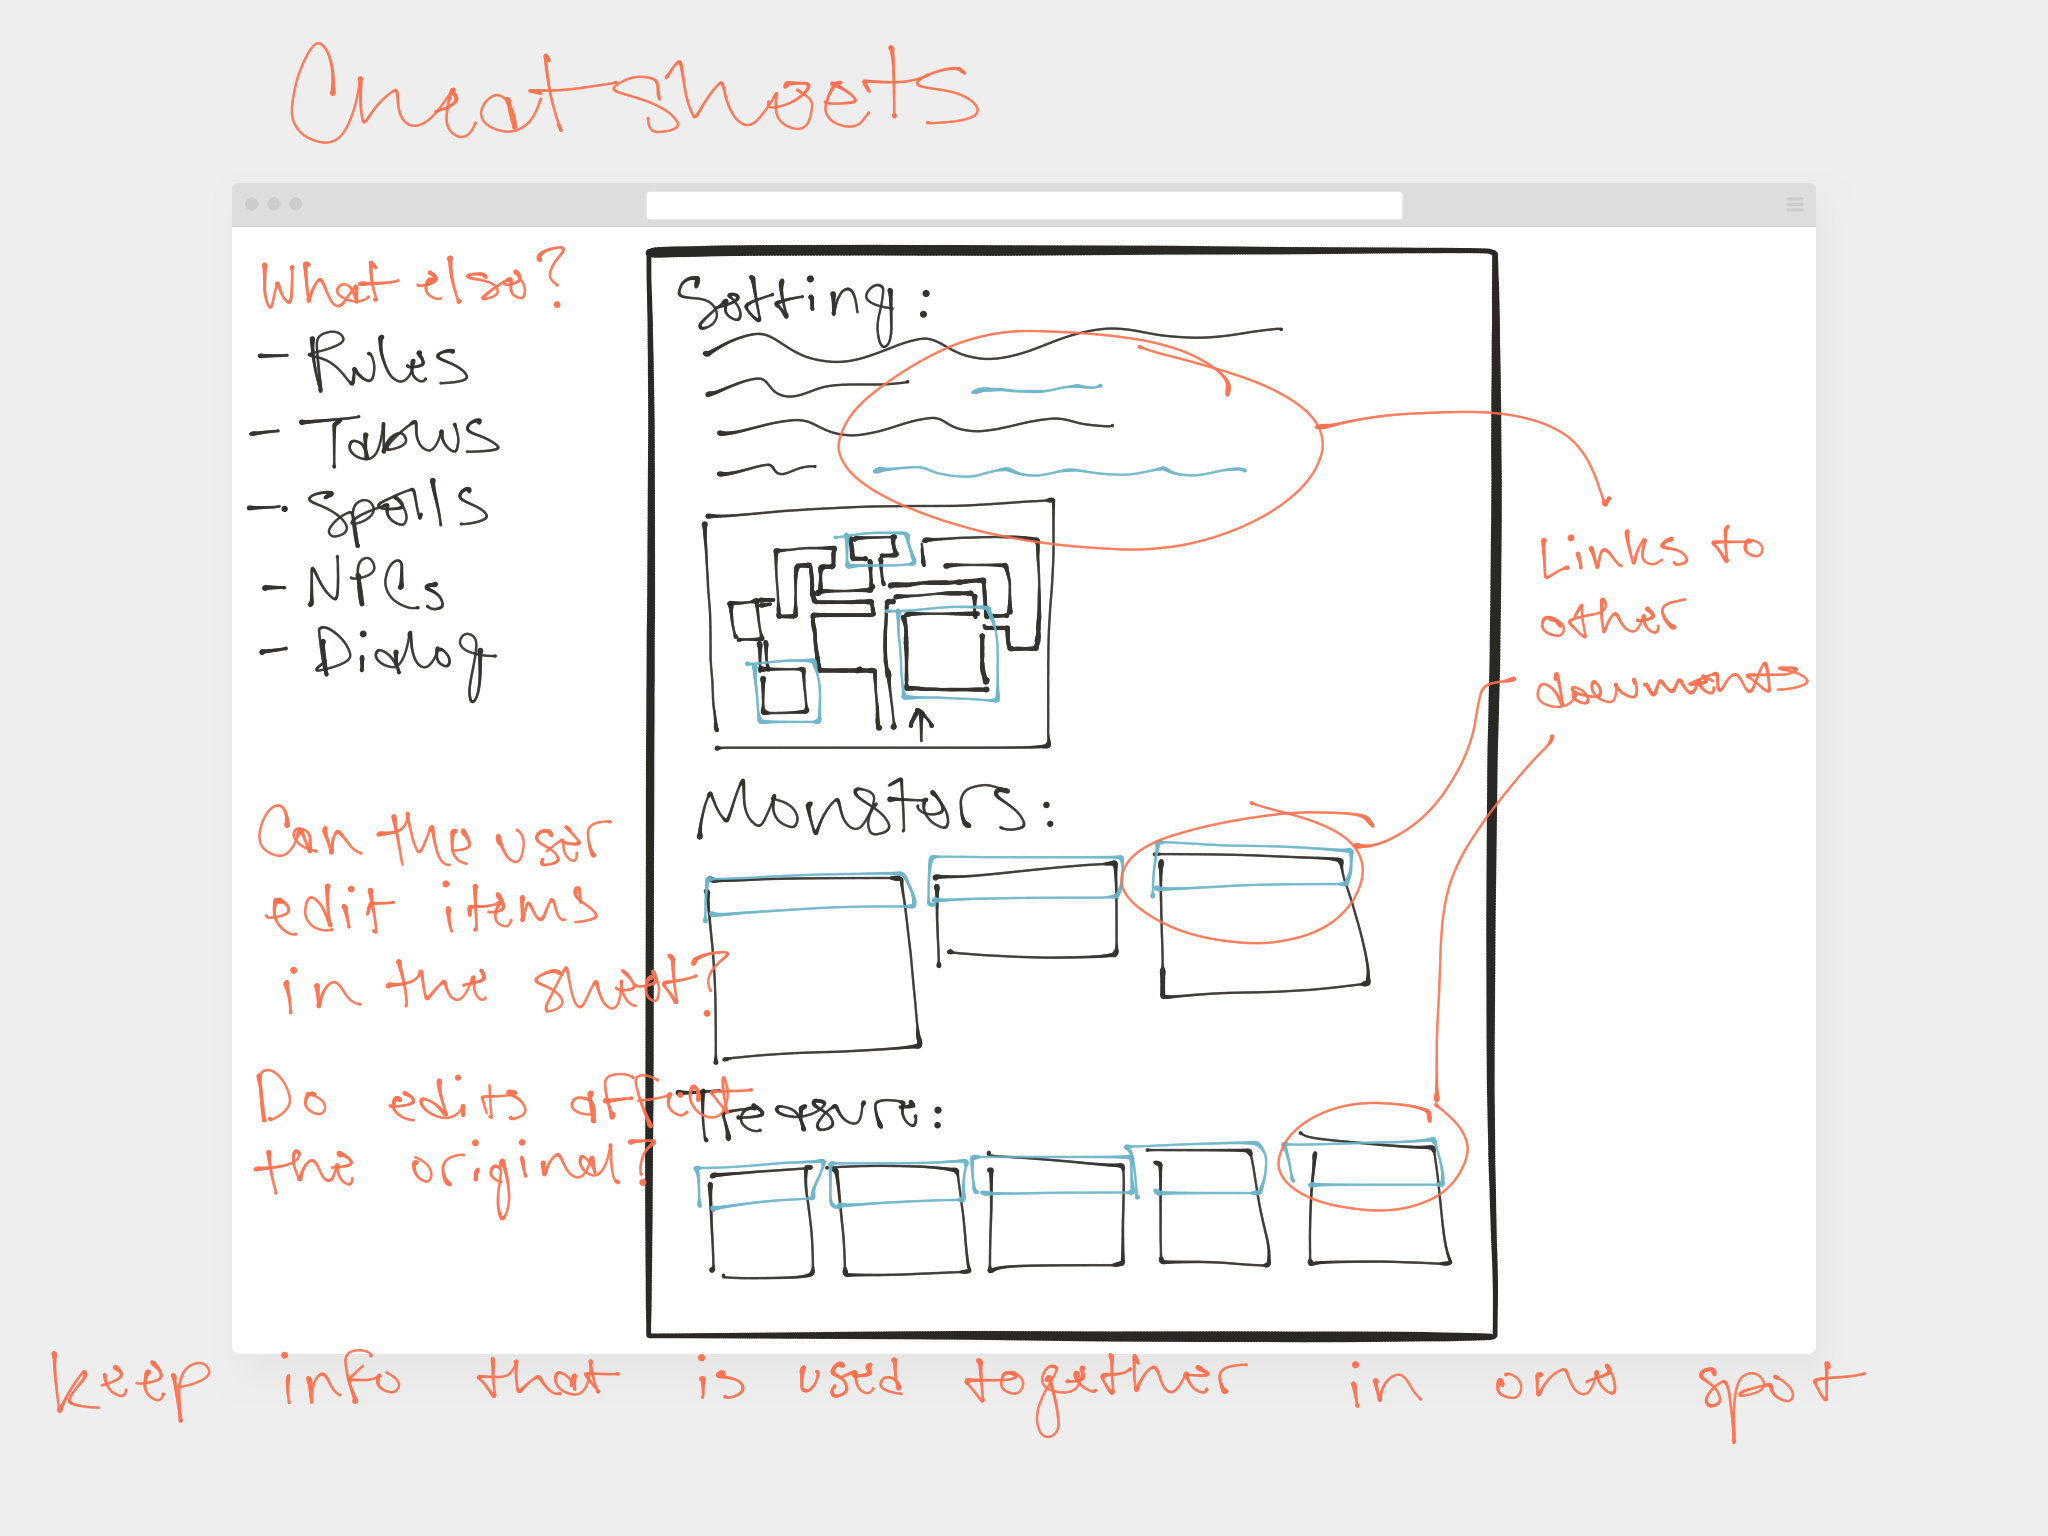 Cheatsheets
What else?
- Rules
- Tables
- Spells
- NPCs
- Dialog
Can the user
edit items
in the sheet?
Do edits affect
the original?
Setting:
Monsters:
Treasure:
Links to
other
documents
keep info that is used together in one spot